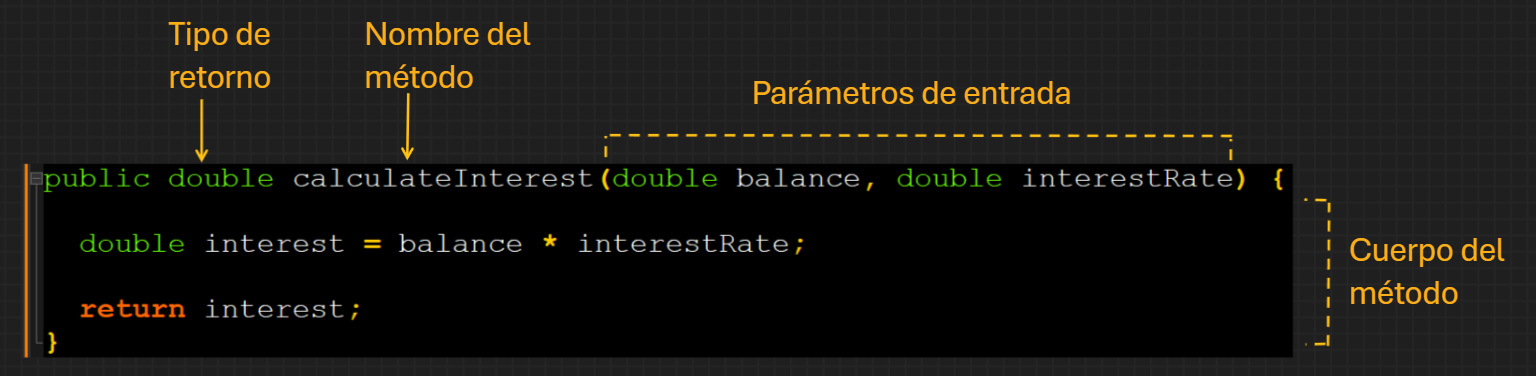 Tipo de
retorno
Nombre del
método
Parámetros de entrada
public double calculateInterest(double balance, double interestRate) {
double interest = balance * interestRate;
return interest;
}
Cuerpo del
método